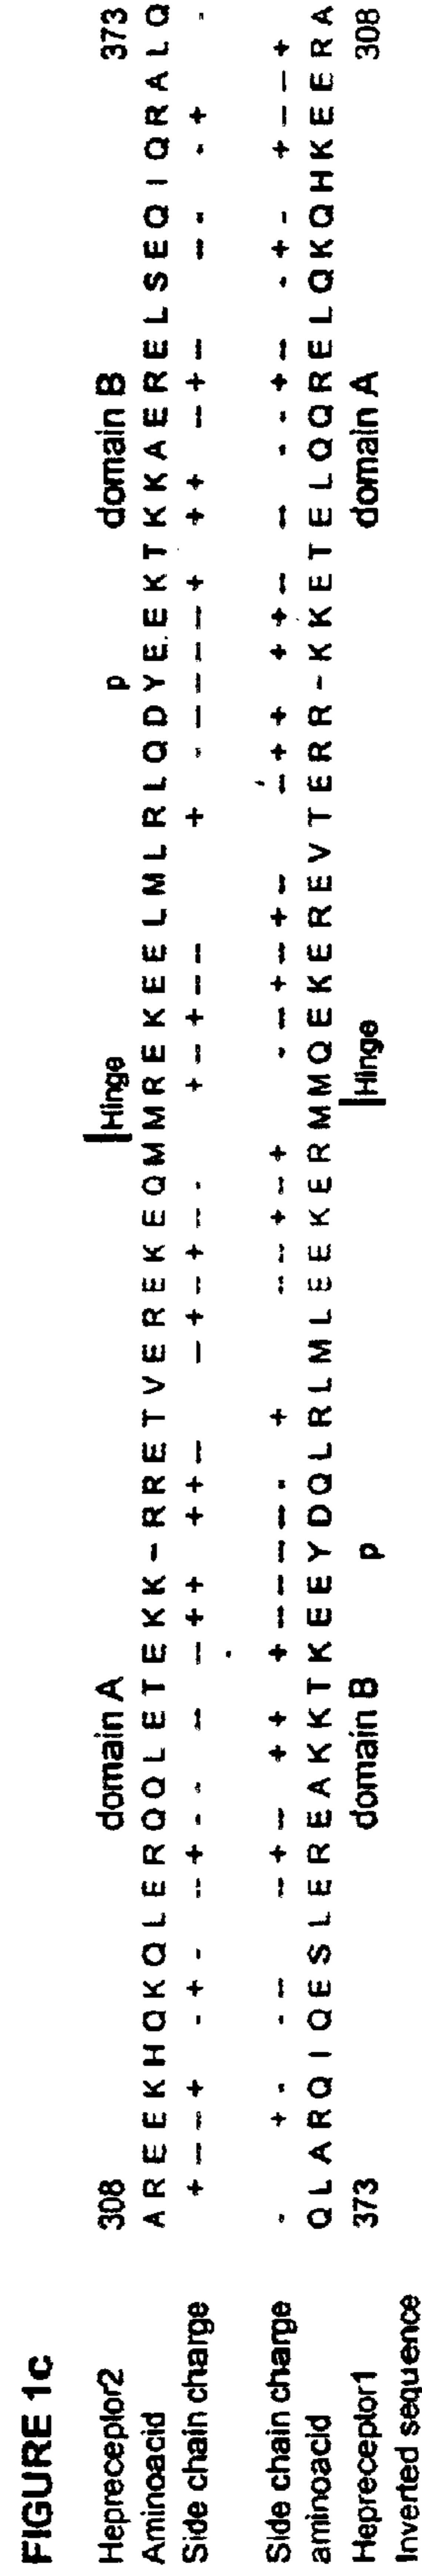 FIGURE 1c
308 domain A Hinge p domain B 373
Hepreceptor2
Aminoacid A R E E K H Q K Q L E R Q Q L E T E K K – R R E T V E R E K E Q M M R E K E E L M L R L Q D Y E E K T K K A E R E L S E Q I Q R A L Q
Side chain charge + – – + - + - – + - - – – + + + + – – + – + – - + – + – – + - – – – – + + + – + – – - - + -
Side chain charge - + - - – – + – + + + – – – – - + – – + – + - – + – + – – + + + + – – - - + – - + - + – – +
aminoacid Q L A R Q I Q E S L E R E A K K T K E E Y D Q L R L M L E E K E R M M Q E K E R E V T E R R - K K E T E L Q Q R E L Q K Q H K E E R A
Hepreceptor1 373 domain B p Hinge domain A 308
Inverted sequence